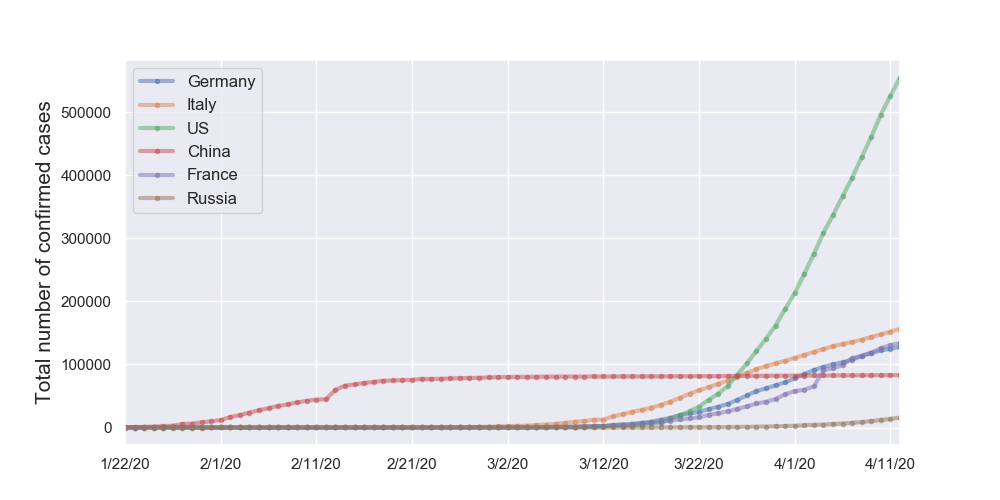 Germany
Italy
US
China
France
Russia
Total number of confirmed cases
500000
400000
300000
200000
100000
0
1/22/20 2/1/20 2/11/20 2/21/20 3/2/20 3/12/20 3/22/20 4/1/20 4/11/20